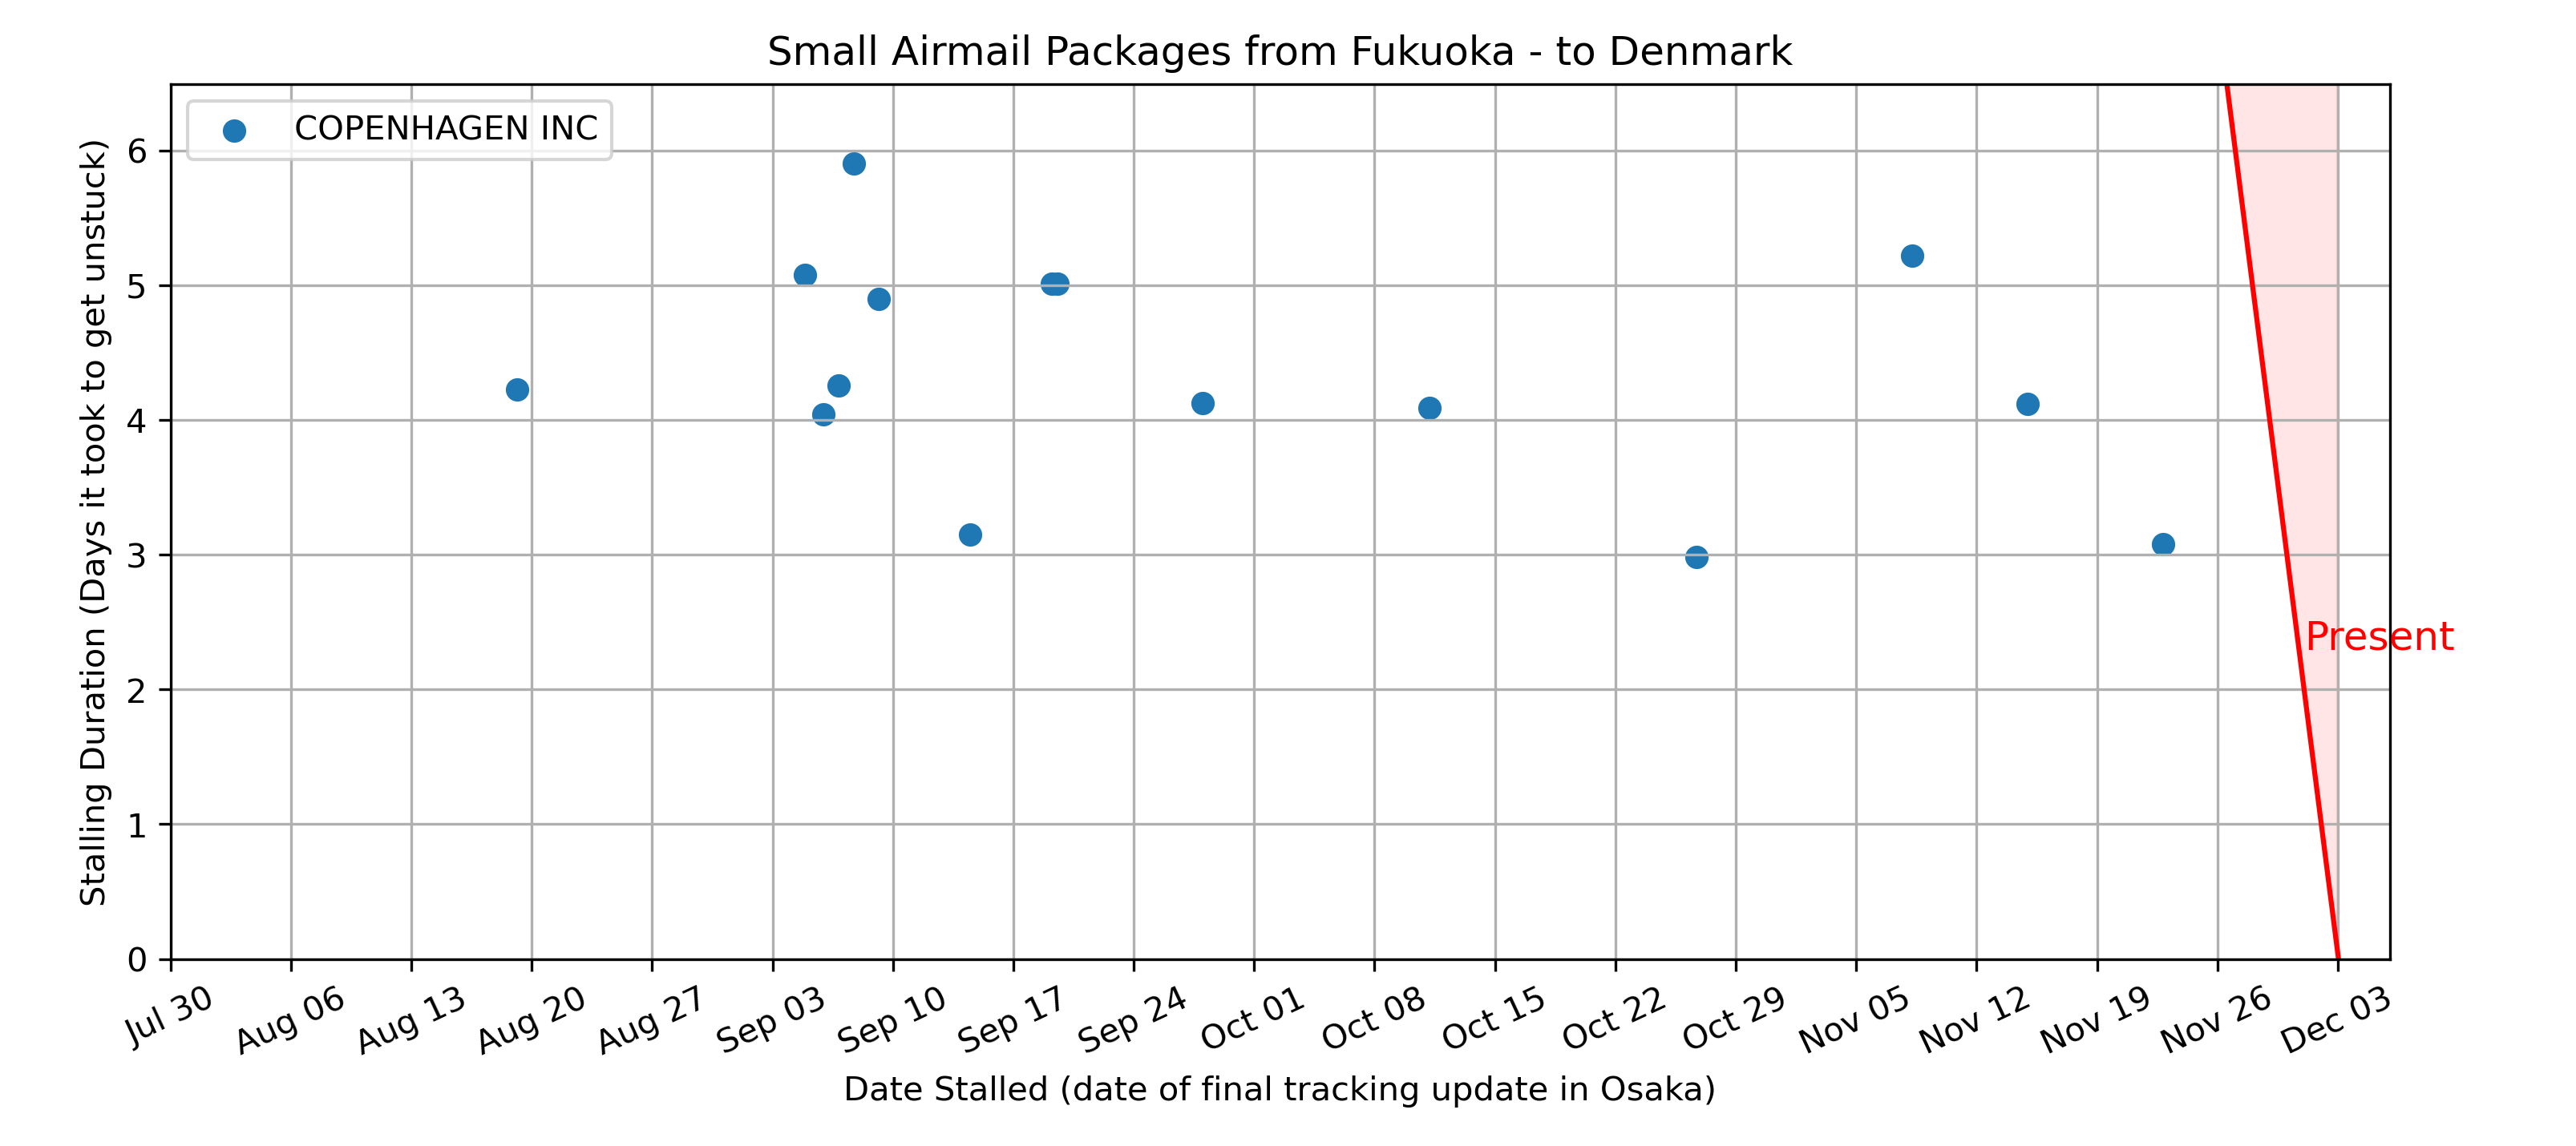 Small Airmail Packages from Fukuoka - to Denmark
COPENHAGEN INC
Stalling Duration (Days it took to get unstuck)
6
5
4
3
2
1
0
Present
Jul 30
Aug 06
Aug 13
Aug 20
Aug 27
Sep 03
Sep 10
Sep 17
Sep 24
Oct 01
Oct 08
Oct 15
Oct 22
Oct 29
Nov 05
Nov 12
Nov 19
Nov 26
Dec 03
Date Stalled (date of final tracking update in Osaka)